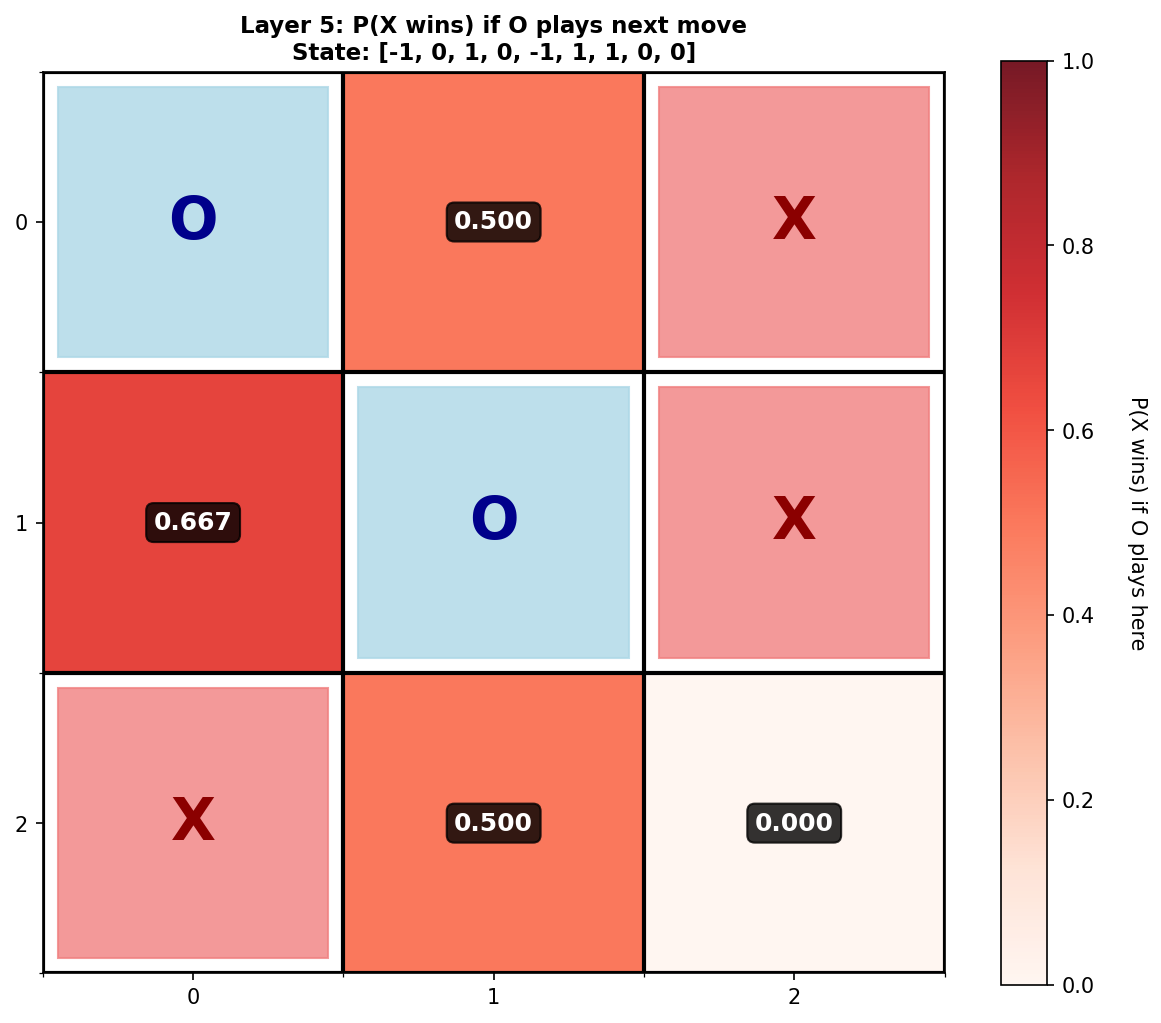 Layer 5: P(X wins) if O plays next move
State: [-1, 0, 1, 0, -1, 1, 1, 0, 0]
0
O
0.500
X
1
0.667
O
X
2
X
0.500
0.000
0
1
2
1.0
0.8
0.6
0.4
0.2
0.0
P(X wins) if O plays here